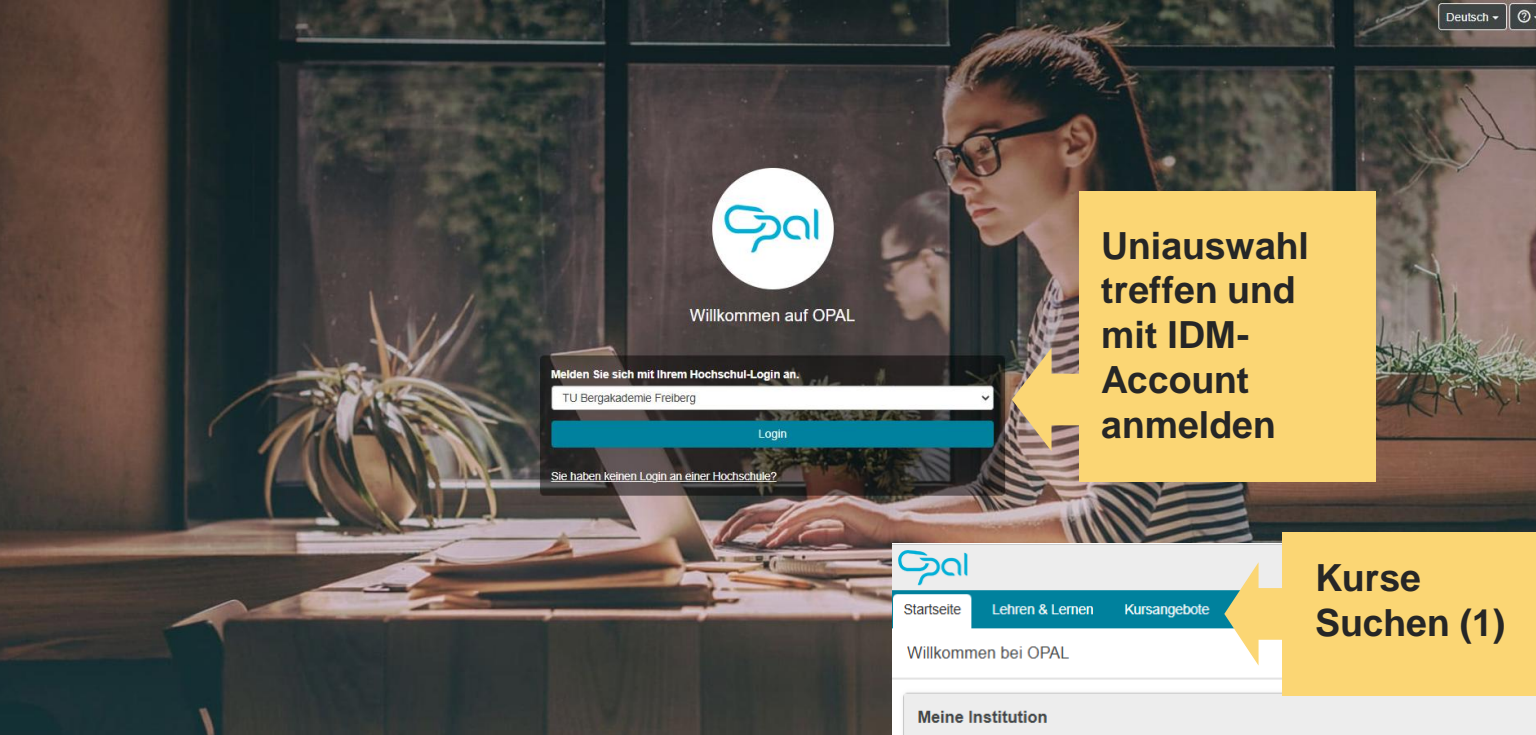 Deutsch
Opal
Willkommen auf OPAL
Melden Sie sich mit Ihrem Hochschul-Login an.
TU Bergakademie Freiberg
Login
Sie haben keinen Login an einer Hochschule?
Uniauswahl
treffen und
mit IDM-
Account
anmelden
Opal
Startseite Lehren & Lernen Kursangebote
Willkommen bei OPAL
Meine Institution
Kurse
Suchen (1)